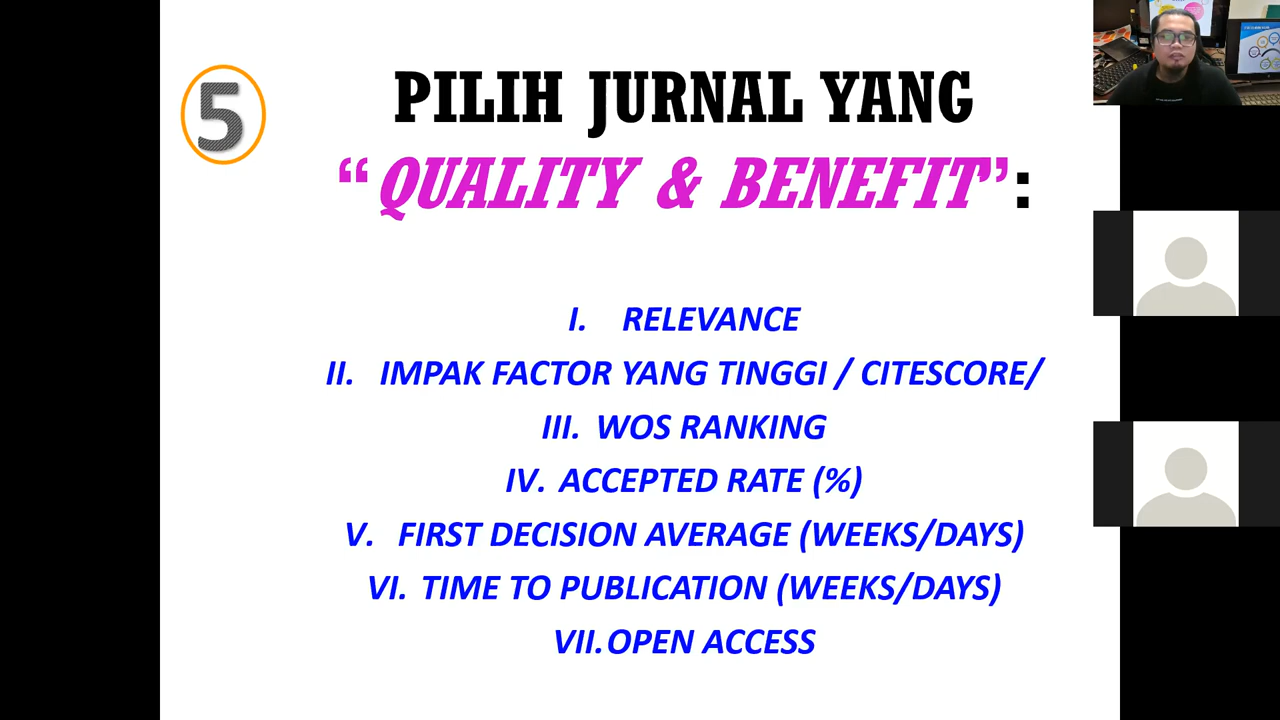 5
PILIH JURNAL YANG
“QUALITY & BENEFIT”:
I. RELEVANCE
II. IMPAK FACTOR YANG TINGGI / CITESCORE/
III. WOS RANKING
IV. ACCEPTED RATE (%)
V. FIRST DECISION AVERAGE (WEEKS/DAYS)
VI. TIME TO PUBLICATION (WEEKS/DAYS)
VII. OPEN ACCESS